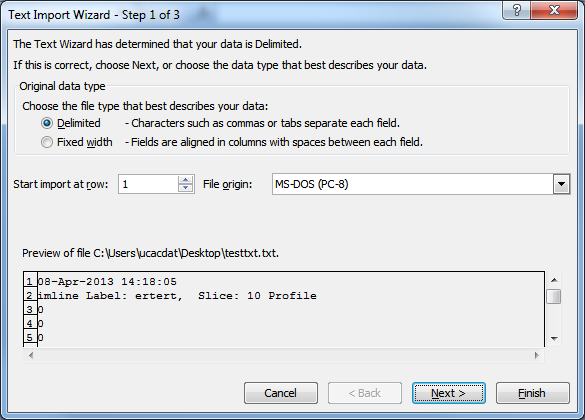 Text Import Wizard - Step 1 of 3
The Text Wizard has determined that your data is Delimited.
If this is correct, choose Next, or choose the data type that best describes your data.
Original data type
Choose the file type that best describes your data:
Delimited - Characters such as commas or tabs separate each field.
Fixed width - Fields are aligned in columns with spaces between each field.
Start import at row: 1 File origin: MS-DOS (PC-8)
Preview of file C:\Users\ucacdat\Desktop\testtxt.txt.
1 08-Apr-2013 14:18:05
2 imline Label: ertert,  Slice: 10 Profile
3 0
4 0
5 0
Cancel < Back Next > Finish